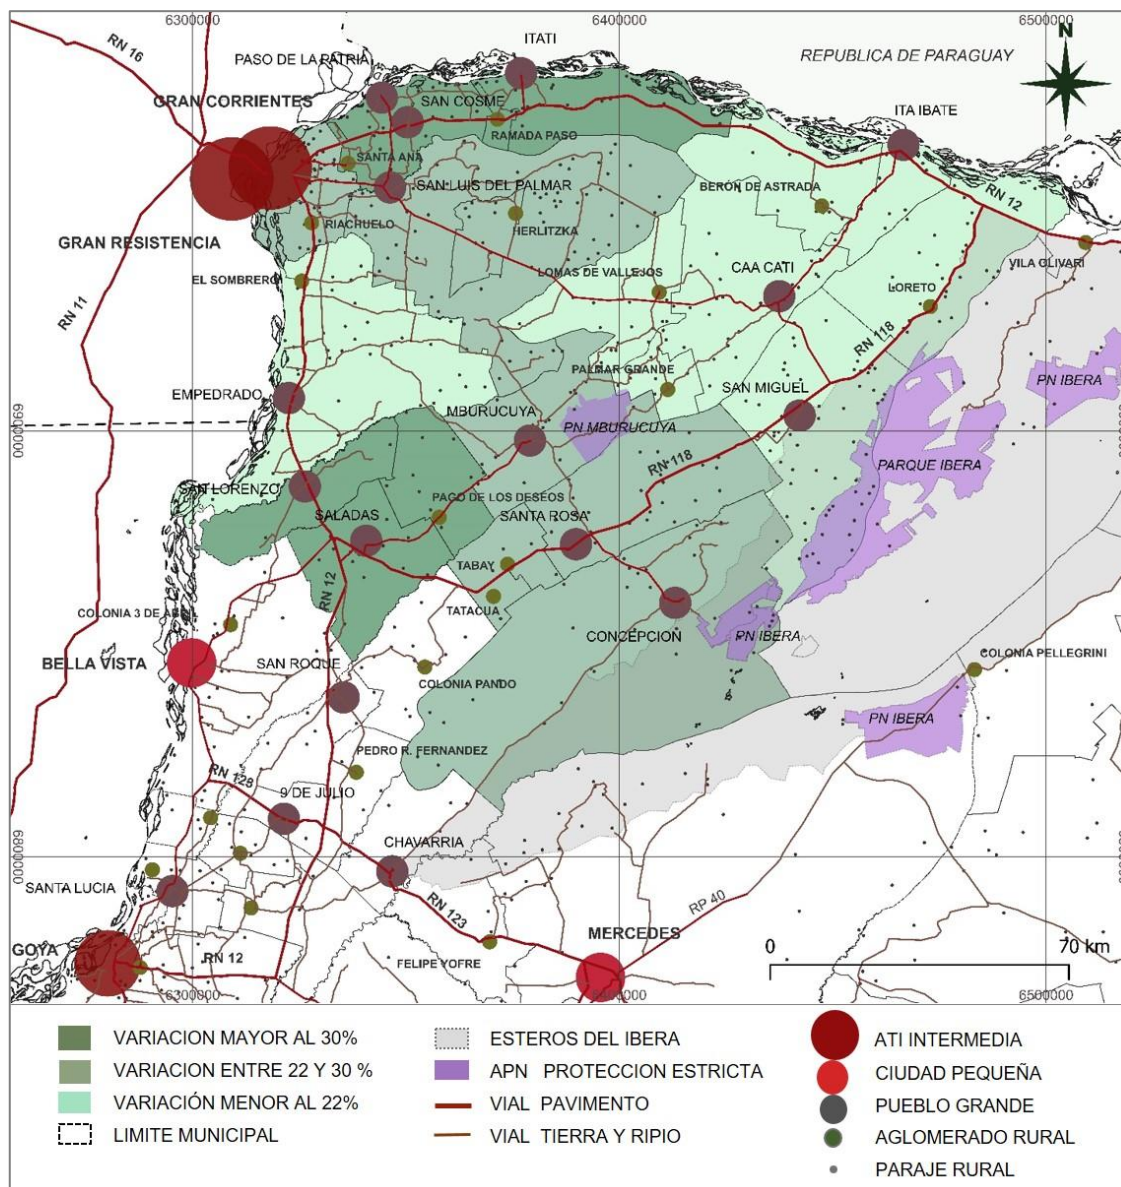 6300000
6400000
6500000
RN 16
ITATI
PASO DE LA PATRIA
REPUBLICA DE PARAGUAY
N
GRAN CORRIENTES
SAN COSME
ITA IBATE
RAMADA PASO
SANTA ANA
SAN LUIS DEL PALMAR
BERÓN DE ASTRADA
RN 12
RIACHUELO
HERLITZKA
GRAN RESISTENCIA
VILA OLIVARI
EL SOMBRERO
LOMAS DE VALLEJOS
CAA CATI
LORETO
RN 11
RN 118
PALMAR GRANDE
SAN MIGUEL
PN IBERA
EMPEDRADO
MBURUCUYA
PN MBURUCUYA
RN 118
PARQUE IBERA
SAN LORENZO
PAGO DE LOS DESEOS
SALADAS
SANTA ROSA
TABAY
RN 12
TATACUA
COLONIA 3 DE ABRIL
CONCEPCION
PN IBERA
BELLA VISTA
SAN ROQUE
COLONIA PANDO
COLONIA PELLEGRINI
PN IBERA
PEDRO R. FERNANDEZ
RN 128
9 DE JULIO
CHAVARRIA
SANTA LUCIA
RN 123
RP 40
MERCEDES
0
70 km
GOYA
RN 12
FELIPE YOFRE
6300000
6500000
VARIACION MAYOR AL 30%
VARIACION ENTRE 22 Y 30 %
VARIACIÓN MENOR AL 22%
LIMITE MUNICIPAL
ESTEROS DEL IBERA
APN PROTECCION ESTRICTA
VIAL PAVIMENTO
VIAL TIERRA Y RIPIO
ATI INTERMEDIA
CIUDAD PEQUEÑA
PUEBLO GRANDE
AGLOMERADO RURAL
PARAJE RURAL